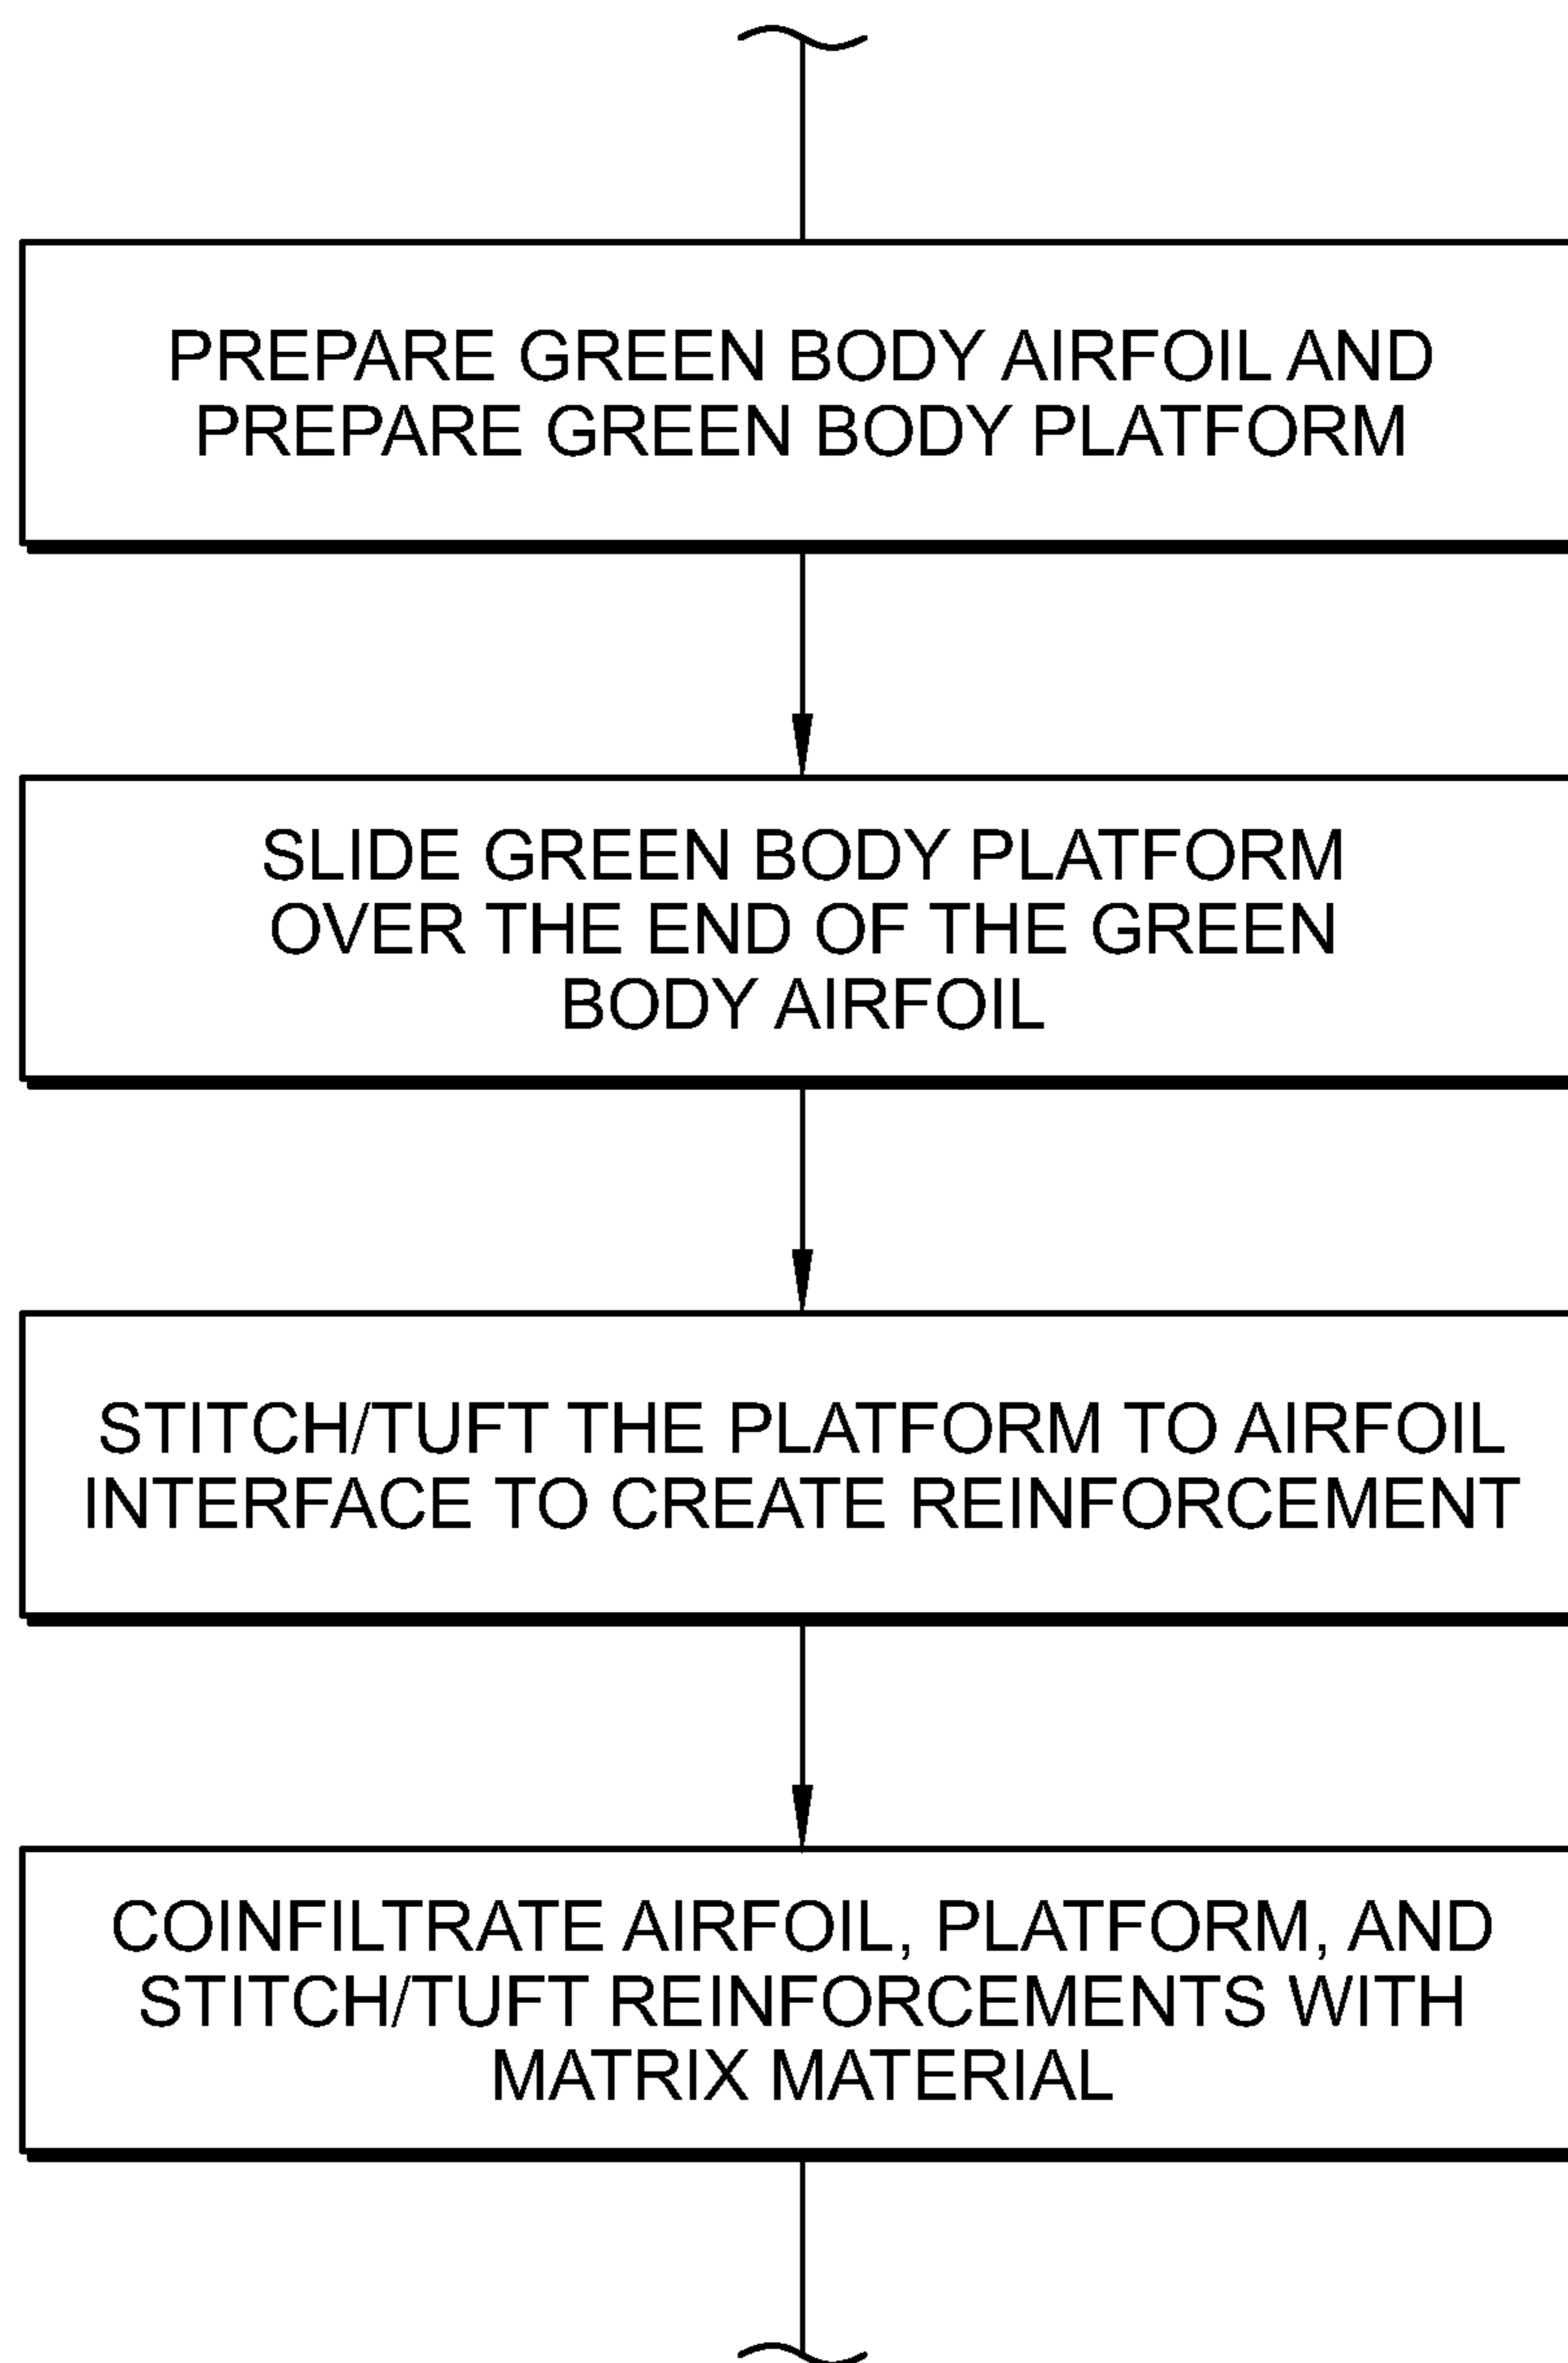 PREPARE GREEN BODY AIRFOIL AND
PREPARE GREEN BODY PLATFORM
SLIDE GREEN BODY PLATFORM
OVER THE END OF THE GREEN
BODY AIRFOIL
STITCH/TUFT THE PLATFORM TO AIRFOIL
INTERFACE TO CREATE REINFORCEMENT
COINFILTRATE AIRFOIL, PLATFORM, AND
STITCH/TUFT REINFORCEMENTS WITH
MATRIX MATERIAL